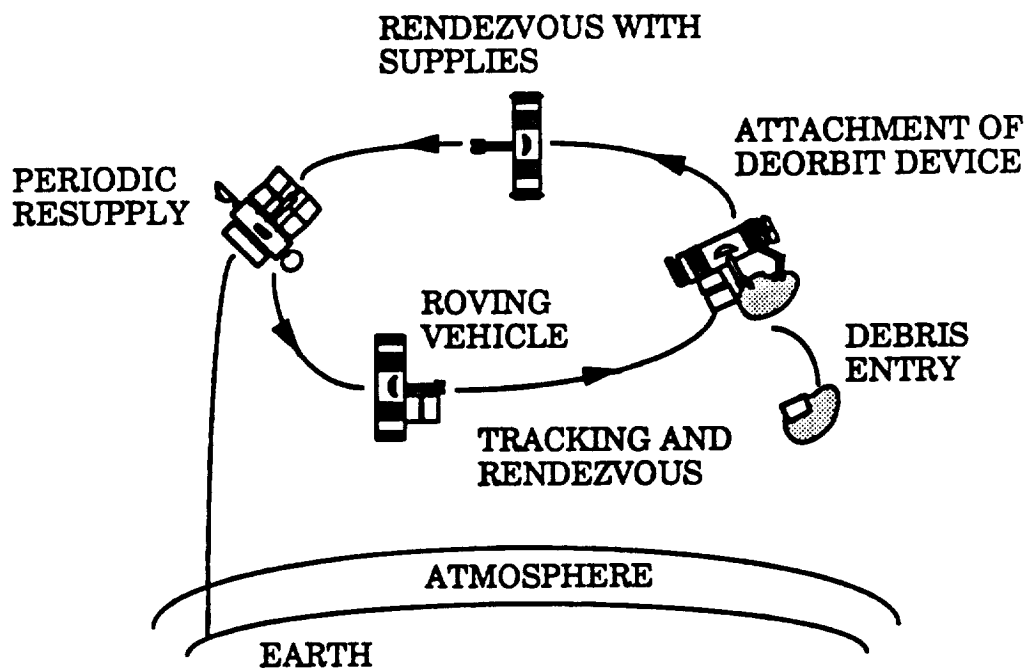 RENDEZVOUS WITH
SUPPLIES
ATTACHMENT OF
DEORBIT DEVICE
PERIODIC
RESUPPLY
ROVING
VEHICLE
DEBRIS
ENTRY
TRACKING AND
RENDEZVOUS
ATMOSPHERE
EARTH